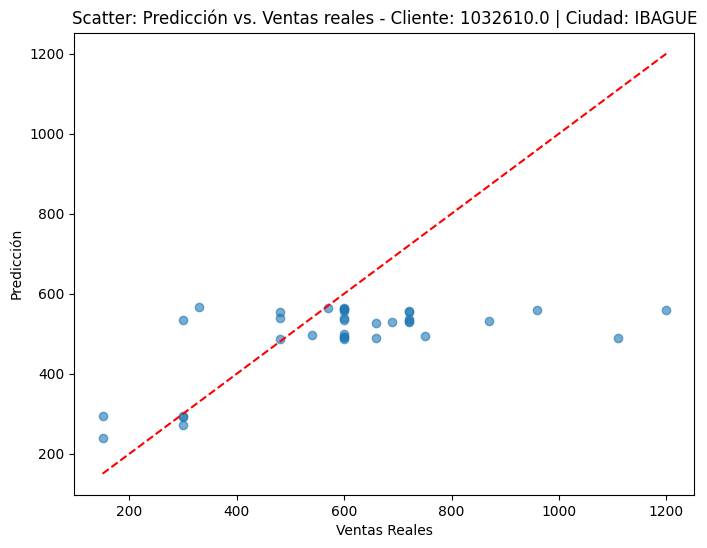 Scatter: Predicción vs. Ventas reales - Cliente: 1032610.0 | Ciudad: IBAGUE
1200
1000
800
600
400
200
Predicción
200 400 600 800 1000 1200
Ventas Reales